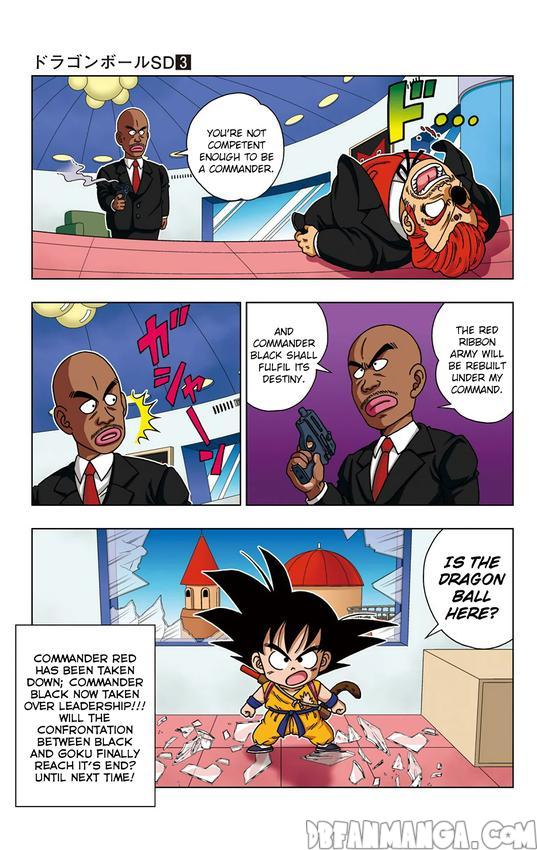 ドラゴンボールSD3
YOU'RE NOT
COMPETENT
ENOUGH TO BE
A COMMANDER.
ド...
THE RED
RIBBON
ARMY WILL
BE REBUILT
UNDER MY
COMMAND.
AND
COMMANDER
BLACK SHALL
FULFIL ITS
DESTINY.
ガシャーン
IS THE
DRAGON
BALL
HERE?
COMMANDER RED
HAS BEEN TAKEN
DOWN; COMMANDER
BLACK NOW TAKEN
OVER LEADERSHIP!!!
WILL THE
CONFRONTATION
BETWEEN BLACK
AND GOKU FINALLY
REACH IT'S END?
UNTIL NEXT TIME!
DBFANMANGA.COM